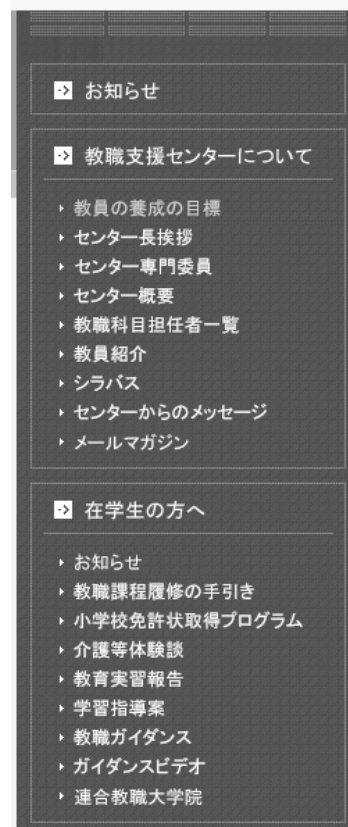 お知らせ
教職支援センターについて
教員の養成の目標
センター長挨拶
センター専門委員
センター概要
教職科目担任者一覧
教員紹介
シラバス
センターからのメッセージ
メールマガジン
在学生の方へ
お知らせ
教職課程履修の手引き
小学校免許状取得プログラム
介護等体験談
教育実習報告
学習指導案
教職ガイダンス
ガイダンスビデオ
連合教職大学院